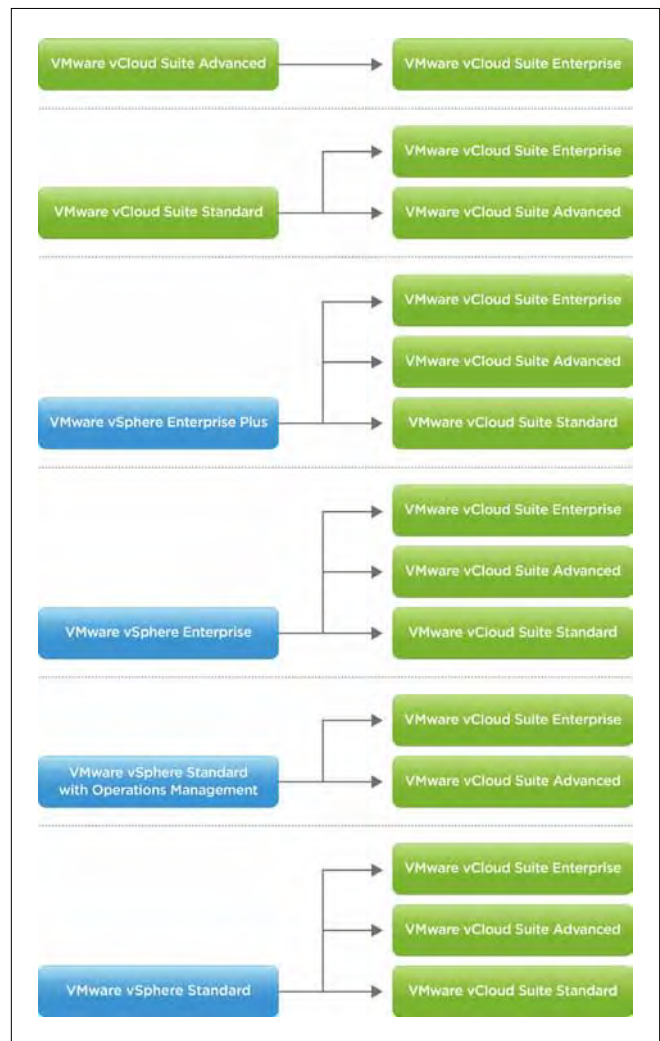 VMware vCloud Suite Advanced
VMware vCloud Suite Enterprise
VMware vCloud Suite Enterprise
VMware vCloud Suite Standard
VMware vCloud Suite Advanced
VMware vCloud Suite Enterprise
VMware vCloud Suite Advanced
VMware vSphere Enterprise Plus
VMware vCloud Suite Standard
VMware vCloud Suite Enterprise
VMware vCloud Suite Advanced
VMware vSphere Enterprise
VMware vCloud Suite Standard
VMware vCloud Suite Enterprise
VMware vSphere Standard
with Operations Management
VMware vCloud Suite Advanced
VMware vCloud Suite Enterprise
VMware vCloud Suite Advanced
VMware vSphere Standard
VMware vCloud Suite Standard